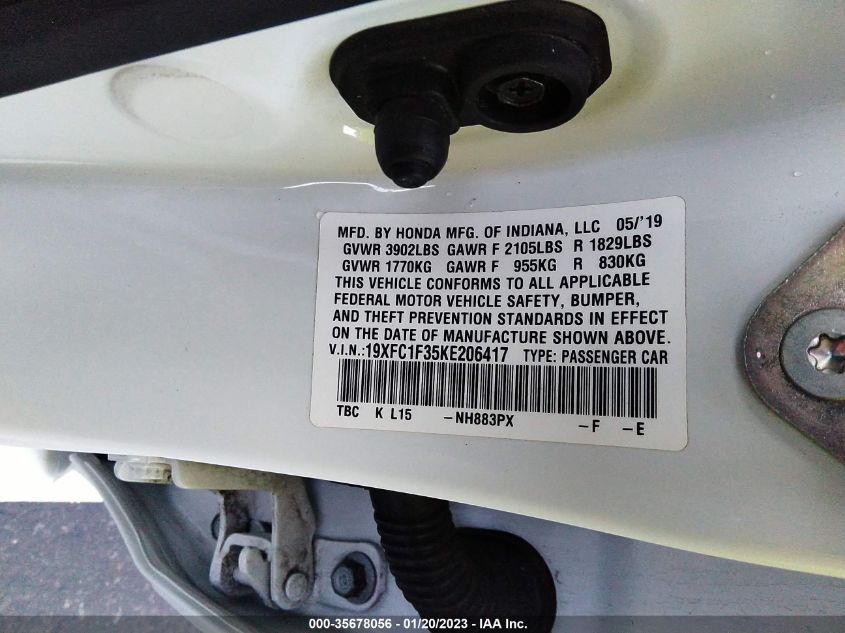 MFD. BY HONDA MFG. OF INDIANA, LLC 05/'19
GVWR 3902LBS GAWR F 2105LBS R 1829LBS
GVWR 1770KG GAWR F 955KG R 830KG
THIS VEHICLE CONFORMS TO ALL APPLICABLE
FEDERAL MOTOR VEHICLE SAFETY, BUMPER,
AND THEFT PREVENTION STANDARDS IN EFFECT
ON THE DATE OF MANUFACTURE SHOWN ABOVE.
V.I.N.:19XFC1F35KE206417 TYPE: PASSENGER CAR
TBC K L15 -NH883PX -F -E
000-35678056 - 01/20/2023 - IAA Inc.